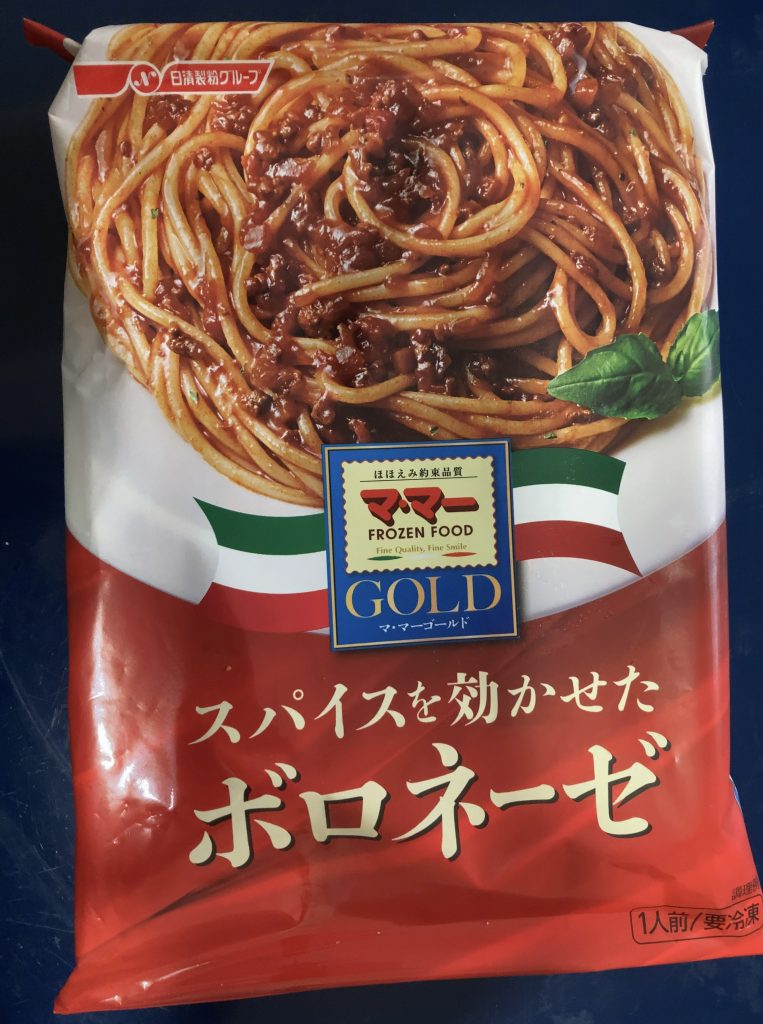 日清製粉グループ
ほほえみ約束品質
マ・マー
FROZEN FOOD
Fine Quality, Fine Smile
GOLD
マ・マーゴールド
スパイスを効かせた
ボロネーゼ
調理
1人前/要冷凍